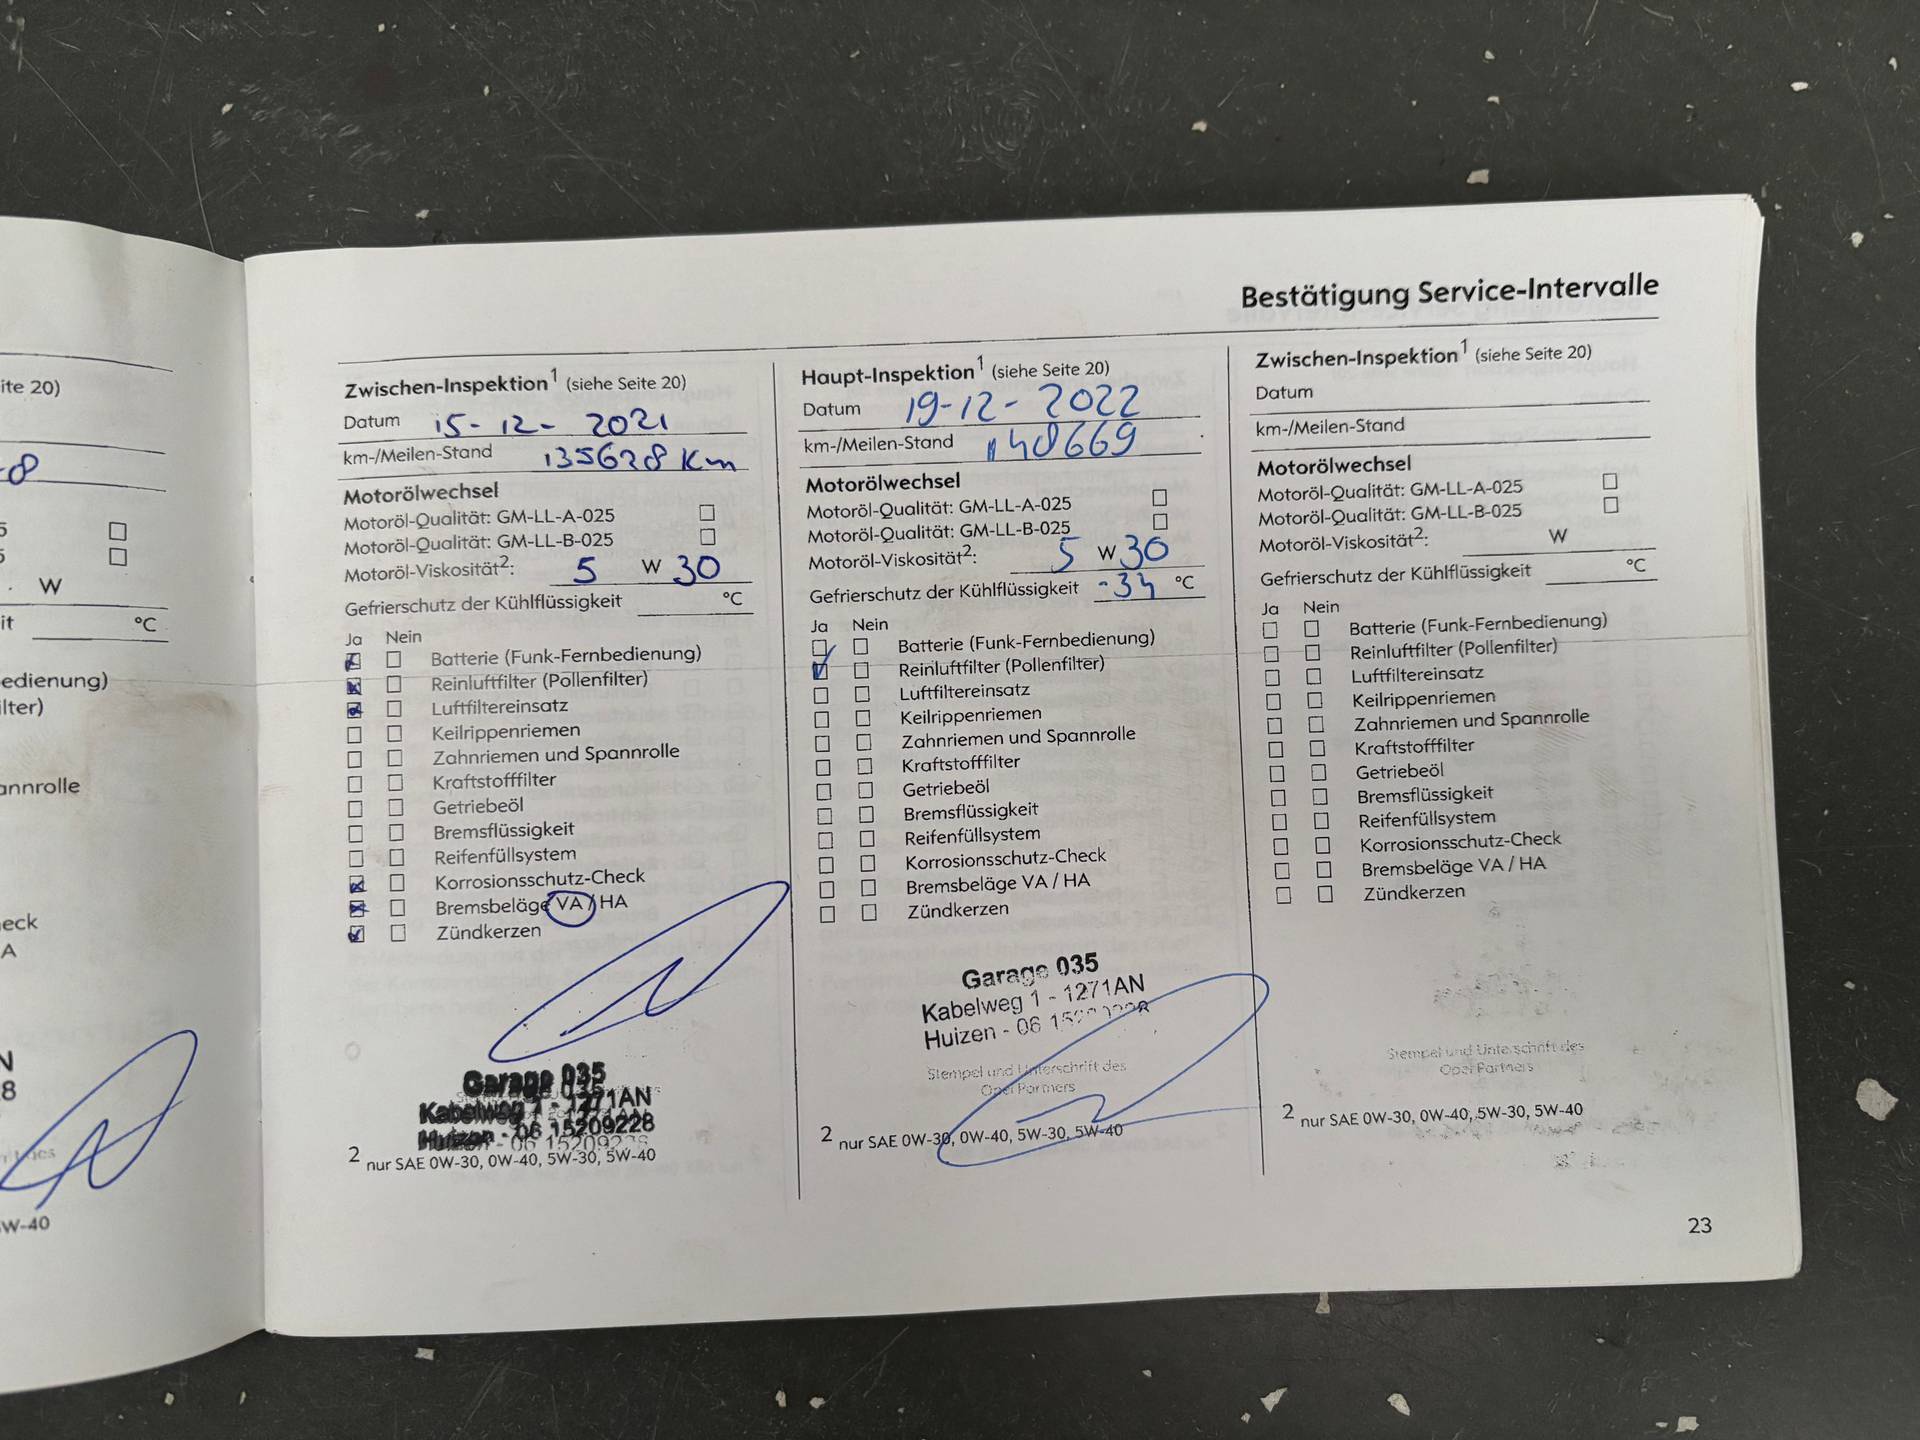 ite 20)
-8
5
5
W
it °C
edienung)
lter)
annrolle
eck
A
N
8
W-40
Bestätigung Service-Intervalle
Zwischen-Inspektion¹ (siehe Seite 20)
Datum 15-12-2021
km-/Meilen-Stand 135628 Km
Motorölwechsel
Motoröl-Qualität: GM-LL-A-025
Motoröl-Qualität: GM-LL-B-025
Motoröl-Viskosität²: 5 W 30
Gefrierschutz der Kühlflüssigkeit °C
Ja Nein
Batterie (Funk-Fernbedienung)
Reinluftfilter (Pollenfilter)
Luftfiltereinsatz
Keilrippenriemen
Zahnriemen und Spannrolle
Kraftstofffilter
Getriebeöl
Bremsflüssigkeit
Reifenfüllsystem
Korrosionsschutz-Check
Bremsbeläge VA / HA
Zündkerzen
Garage 035
Kabelweg 1 - 1271AN
Huizen - 06 15209228
2 nur SAE 0W-30, 0W-40, 5W-30, 5W-40
Haupt-Inspektion¹ (siehe Seite 20)
Datum 19-12-2022
km-/Meilen-Stand 148669
Motorölwechsel
Motoröl-Qualität: GM-LL-A-025
Motoröl-Qualität: GM-LL-B-025
Motoröl-Viskosität²: 5 W 30
Gefrierschutz der Kühlflüssigkeit -34 °C
Ja Nein
Batterie (Funk-Fernbedienung)
Reinluftfilter (Pollenfilter)
Luftfiltereinsatz
Keilrippenriemen
Zahnriemen und Spannrolle
Kraftstofffilter
Getriebeöl
Bremsflüssigkeit
Reifenfüllsystem
Korrosionsschutz-Check
Bremsbeläge VA / HA
Zündkerzen
Garage 035
Kabelweg 1 - 1271AN
Huizen - 06 15209228
Stempel und Unterschrift des
Opel Partners
2 nur SAE 0W-30, 0W-40, 5W-30, 5W-40
Zwischen-Inspektion¹ (siehe Seite 20)
Datum
km-/Meilen-Stand
Motorölwechsel
Motoröl-Qualität: GM-LL-A-025
Motoröl-Qualität: GM-LL-B-025
Motoröl-Viskosität²: W
Gefrierschutz der Kühlflüssigkeit °C
Ja Nein
Batterie (Funk-Fernbedienung)
Reinluftfilter (Pollenfilter)
Luftfiltereinsatz
Keilrippenriemen
Zahnriemen und Spannrolle
Kraftstofffilter
Getriebeöl
Bremsflüssigkeit
Reifenfüllsystem
Korrosionsschutz-Check
Bremsbeläge VA / HA
Zündkerzen
Stempel und Unterschrift des
Opel Partners
2 nur SAE 0W-30, 0W-40, 5W-30, 5W-40
23